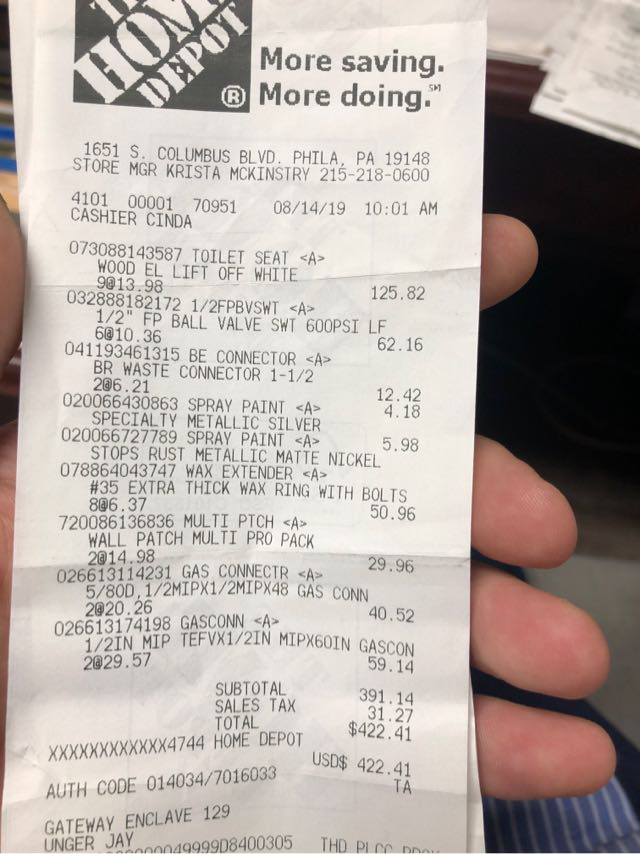 THE
HOME
DEPOT
®
More saving.
More doing.℠
1651 S. COLUMBUS BLVD. PHILA, PA 19148
STORE MGR KRISTA MCKINSTRY 215-218-0600
4101 00001 70951 08/14/19 10:01 AM
CASHIER CINDA
073088143587 TOILET SEAT <A>
WOOD EL LIFT OFF WHITE
9@13.98 125.82
032888182172 1/2FPBVSWT <A>
1/2" FP BALL VALVE SWT 600PSI LF
6@10.36 62.16
041193461315 BE CONNECTOR <A>
BR WASTE CONNECTOR 1-1/2
2@6.21 12.42
020066430863 SPRAY PAINT <A> 4.18
SPECIALTY METALLIC SILVER
020066727789 SPRAY PAINT <A> 5.98
STOPS RUST METALLIC MATTE NICKEL
078864043747 WAX EXTENDER <A>
#35 EXTRA THICK WAX RING WITH BOLTS
8@6.37 50.96
720086136836 MULTI PTCH <A>
WALL PATCH MULTI PRO PACK
2@14.98 29.96
026613114231 GAS CONNECTR <A>
5/8OD,1/2MIPX1/2MIPX48 GAS CONN
2@20.26 40.52
026613174198 GASCONN <A>
1/2IN MIP TEFVX1/2IN MIPX60IN GASCON
2@29.57 59.14
SUBTOTAL 391.14
SALES TAX 31.27
TOTAL $422.41
XXXXXXXXXXXX4744 HOME DEPOT
USD$ 422.41
AUTH CODE 014034/7016033 TA
GATEWAY ENCLAVE 129
UNGER JAY
THD PLCC